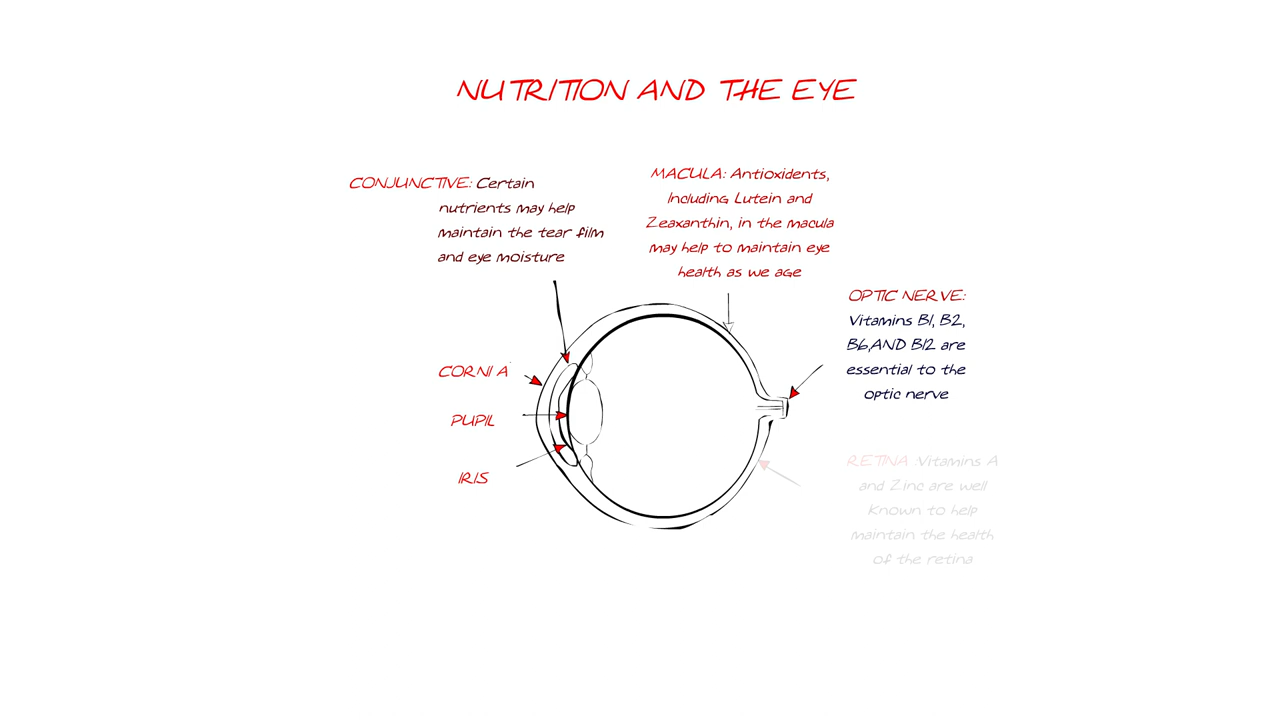 NUTRITION AND THE EYE
CONJUNCTIVE: Certain
nutrients may help
maintain the tear film
and eye moisture
MACULA: Antioxidents,
Including Lutein and
Zeaxanthin, in the macula
may help to maintain eye
health as we age
OPTIC NERVE:
Vitamins B1, B2,
B6,AND B12 are
essential to the
optic nerve
CORNIA
PUPIL
IRIS
RETINA :Vitamins A
and Zinc are well
Known to help
maintain the health
of the retina